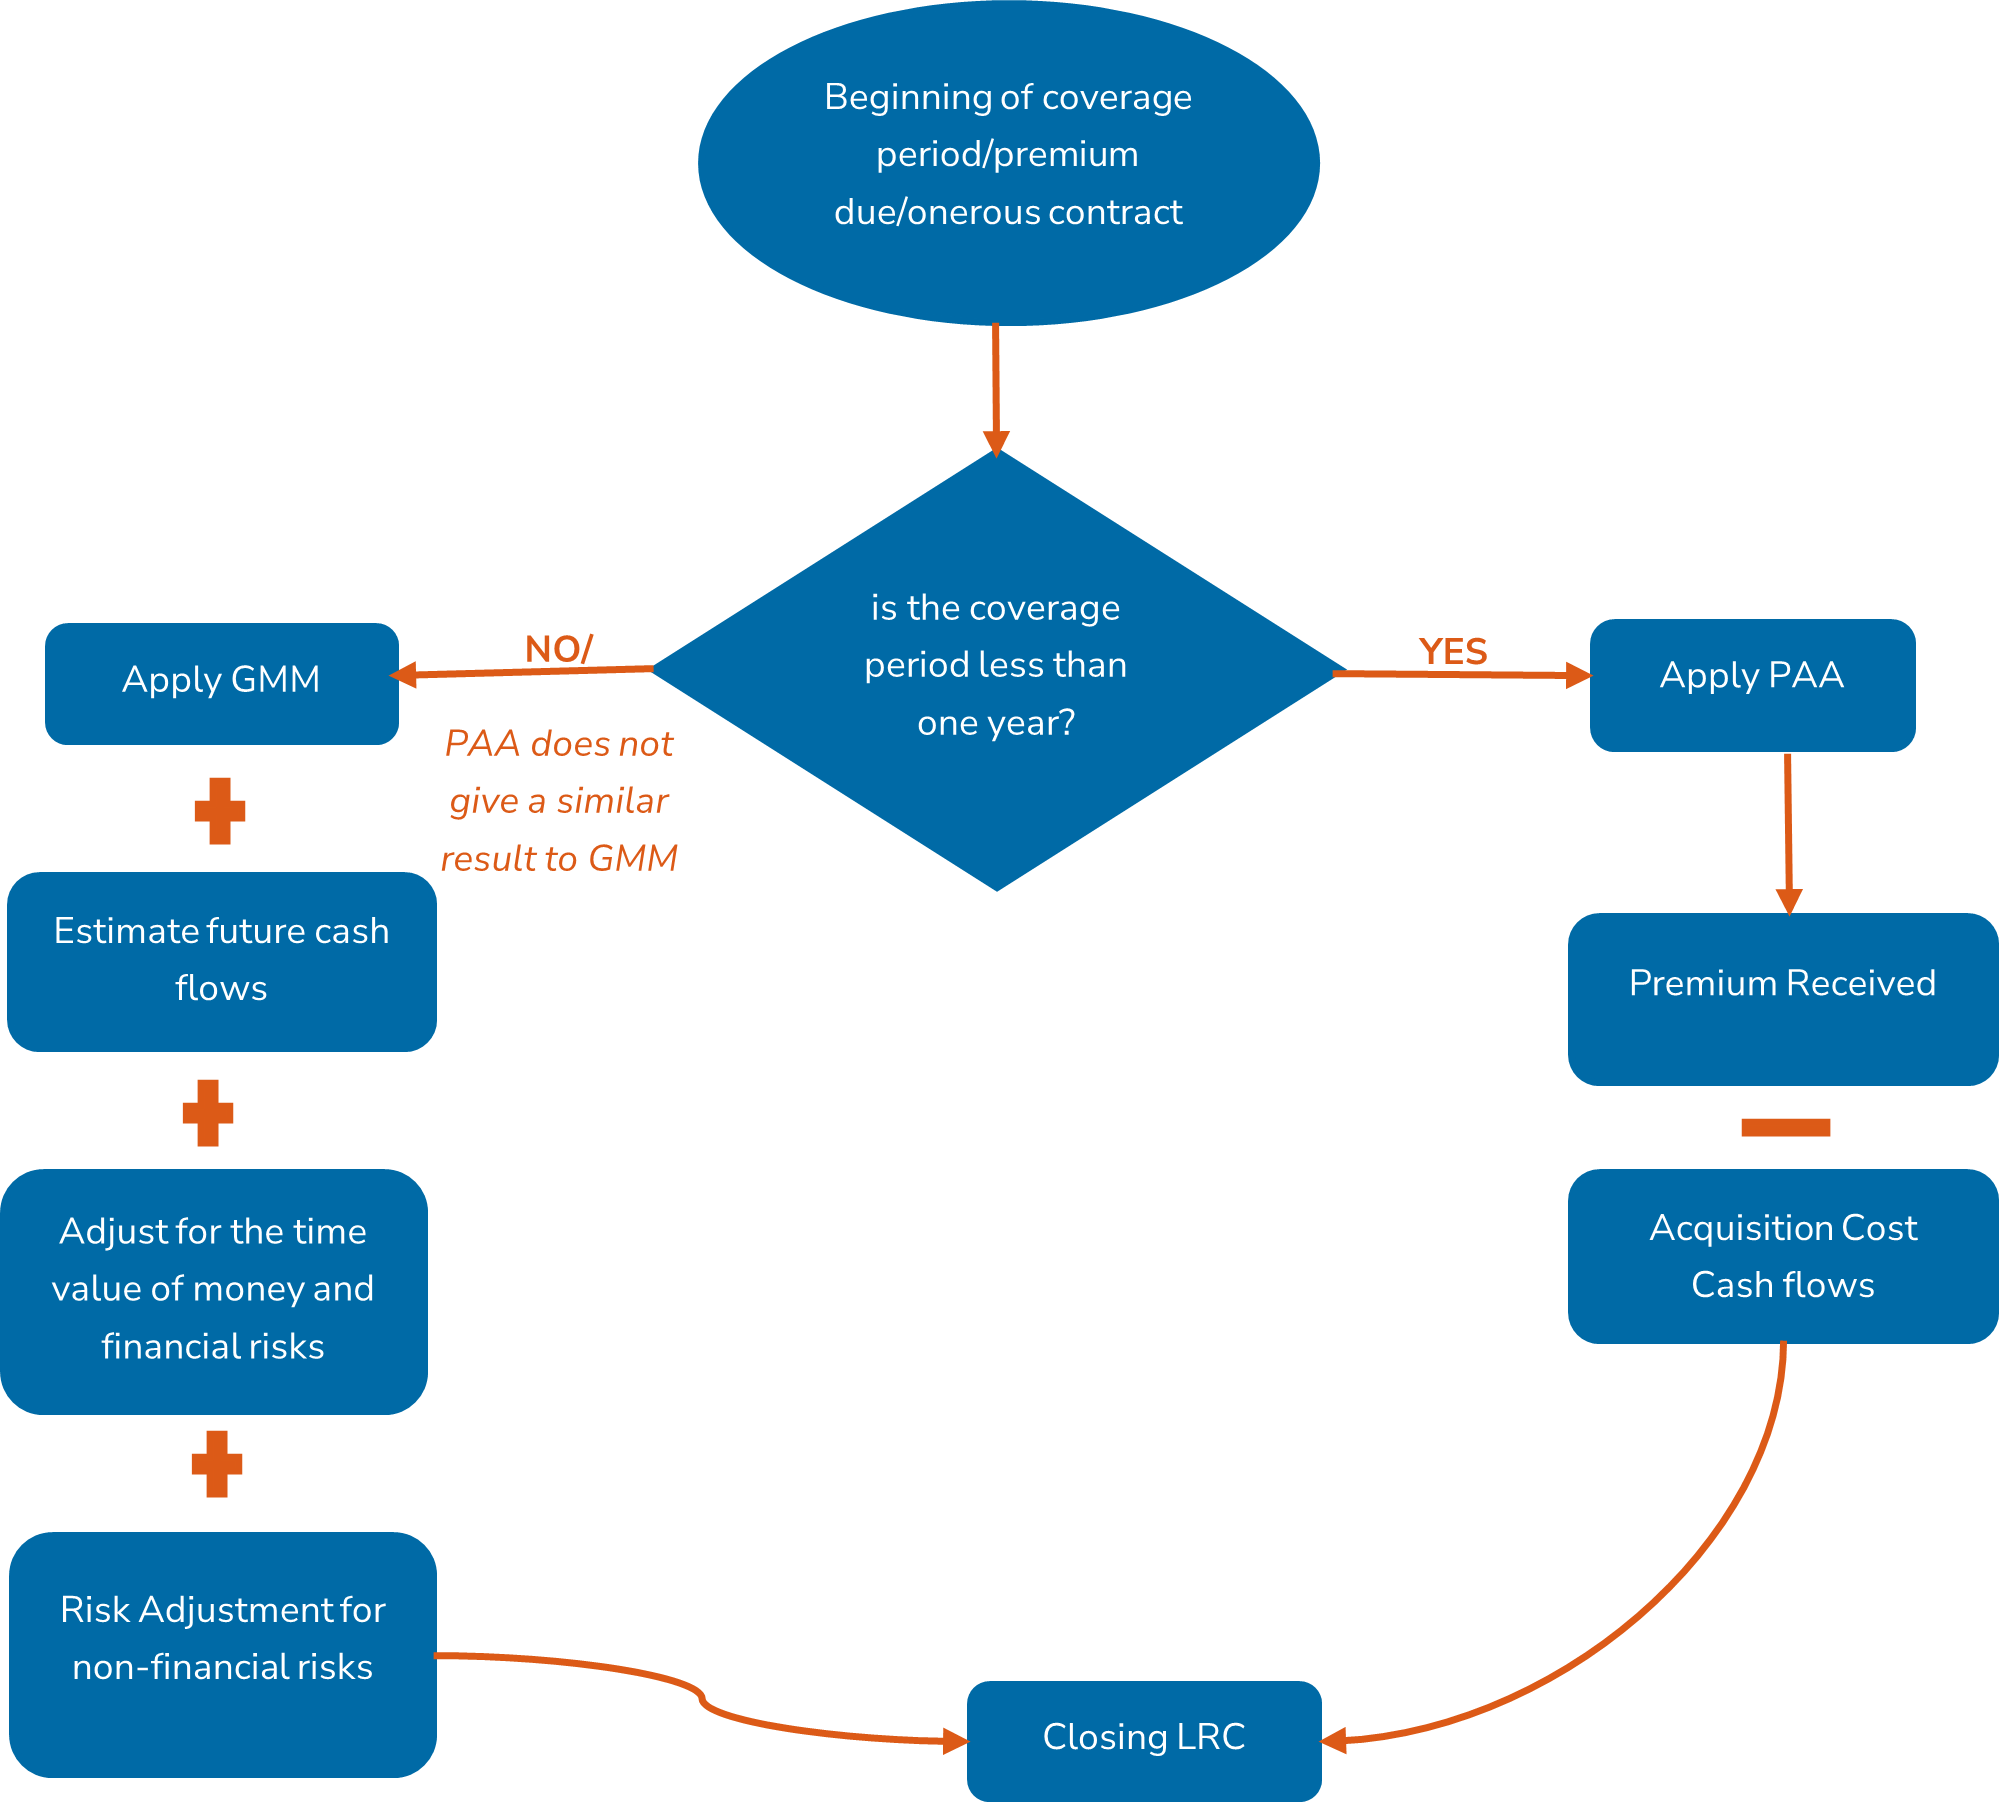 Beginning of coverage
period/premium
due/onerous contract
is the coverage
period less than
one year?
NO/
PAA does not
give a similar
result to GMM
YES
Apply GMM
Estimate future cash
flows
Adjust for the time
value of money and
financial risks
Risk Adjustment for
non-financial risks
Apply PAA
Premium Received
Acquisition Cost
Cash flows
Closing LRC